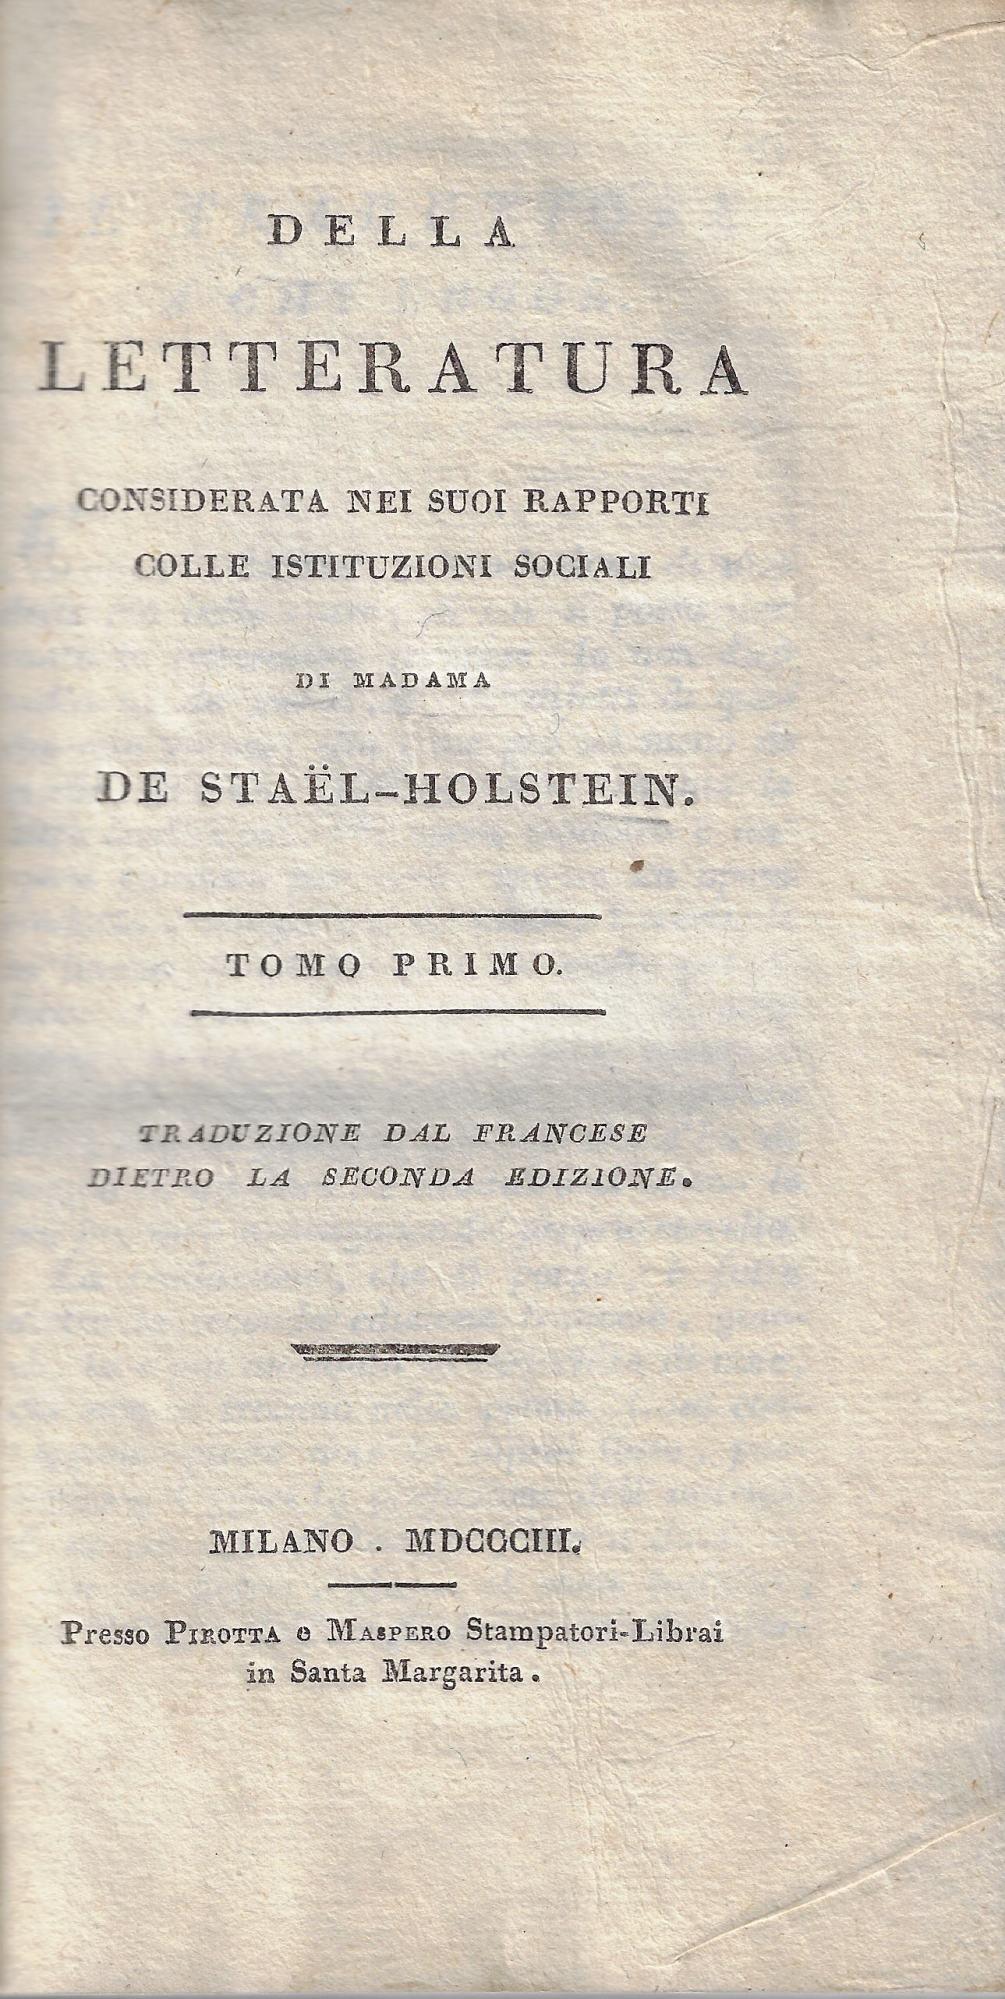 DELLA
LETTERATURA
CONSIDERATA NEI SUOI RAPPORTI
COLLE ISTITUZIONI SOCIALI
DI MADAMA
DE STAËL-HOLSTEIN.
TOMO PRIMO.
TRADUZIONE DAL FRANCESE
DIETRO LA SECONDA EDIZIONE.
MILANO . MDCCCIII.
Presso PIROTTA e MASPERO Stampatori-Librai
in Santa Margarita.